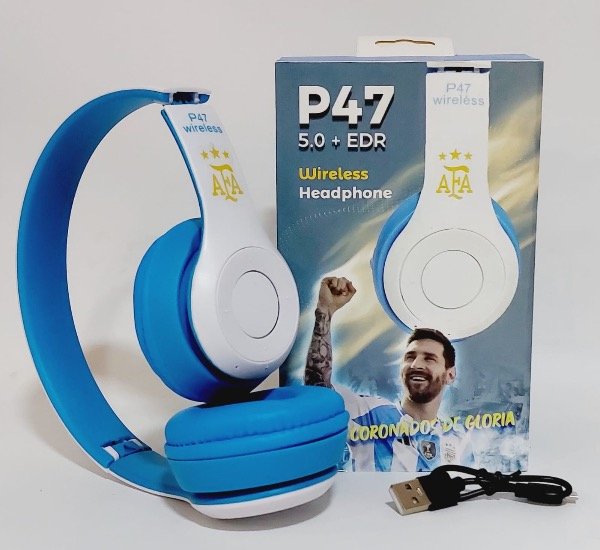 P47
wireless
AFA
P47
5.0 + EDR
Wireless
Headphone
P47
wireless
AFA
CORONADOS DE GLORIA